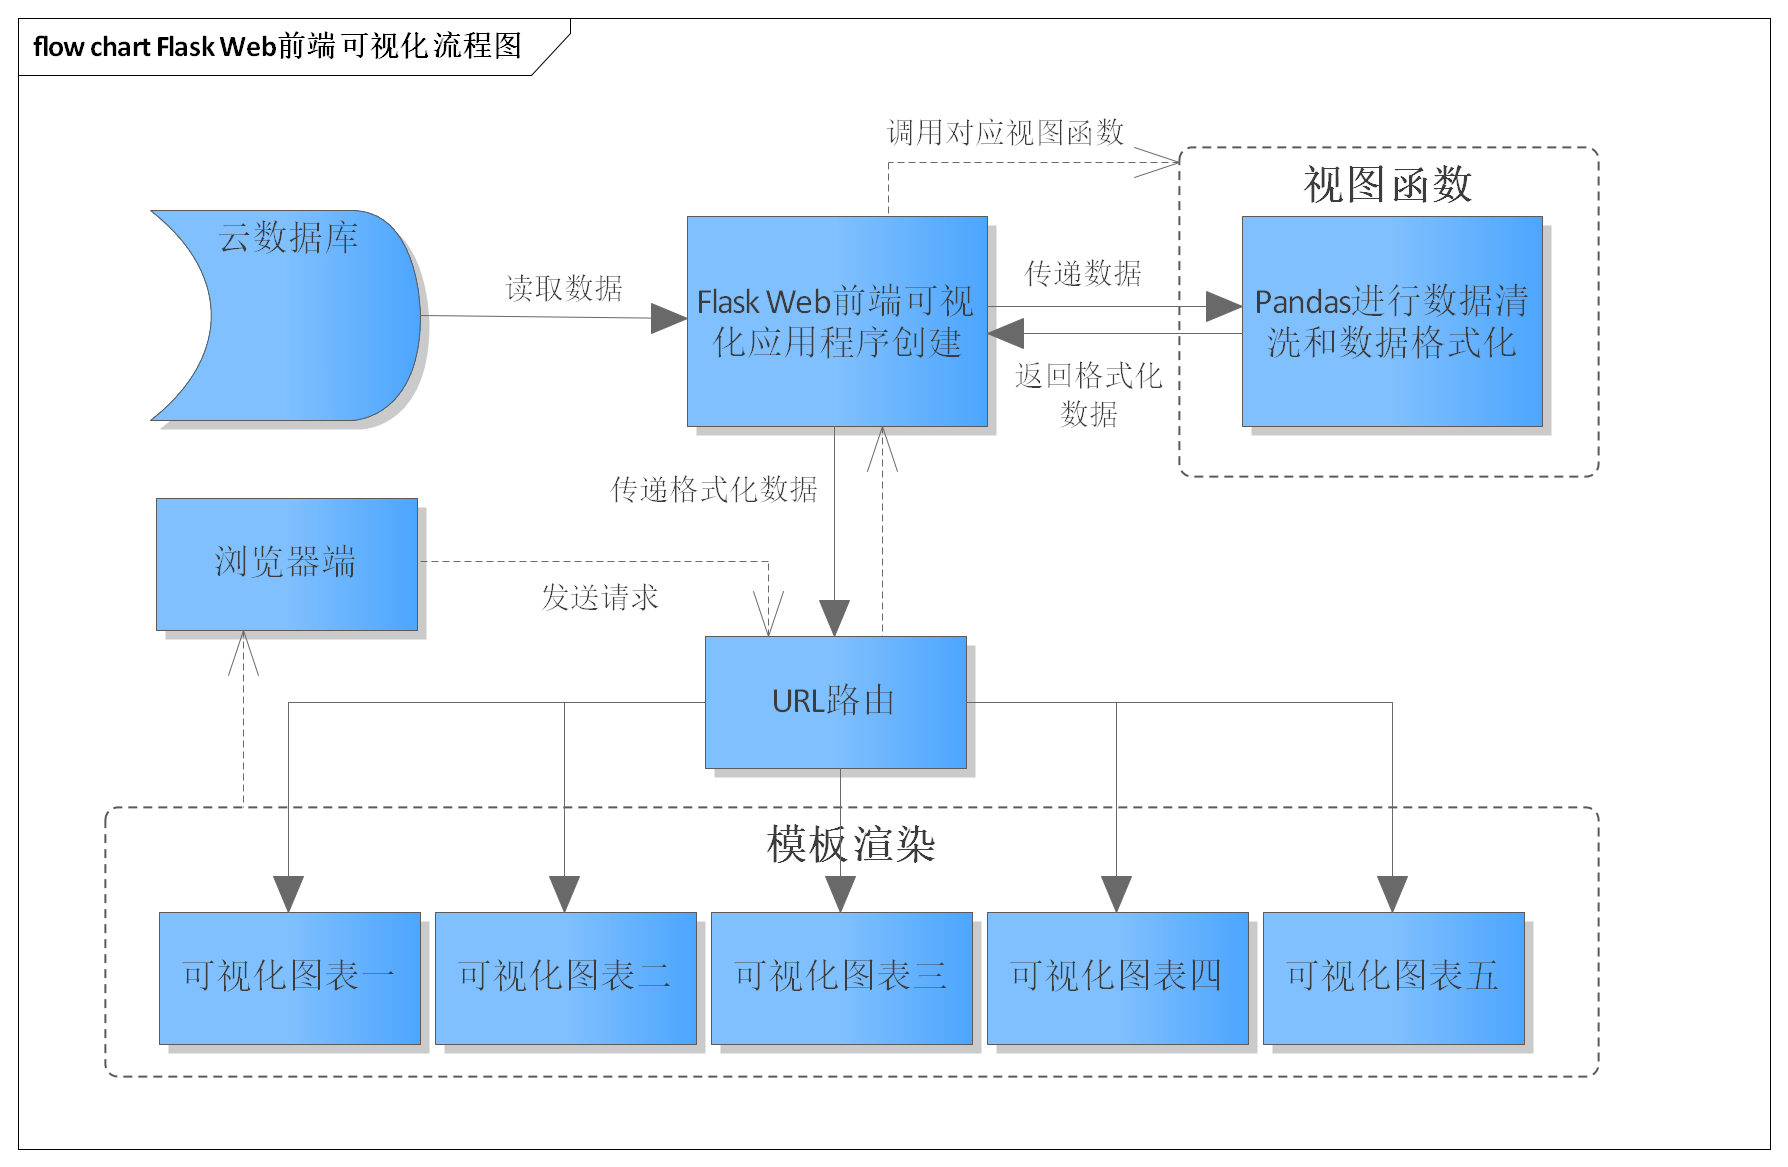 flow chart Flask Web前端可视化流程图
调用对应视图函数
视图函数
云数据库
读取数据
Flask Web前端可视
化应用程序创建
传递数据
Pandas进行数据清
洗和数据格式化
返回格式化
数据
传递格式化数据
浏览器端
发送请求
URL路由
模板渲染
可视化图表一
可视化图表二
可视化图表三
可视化图表四
可视化图表五